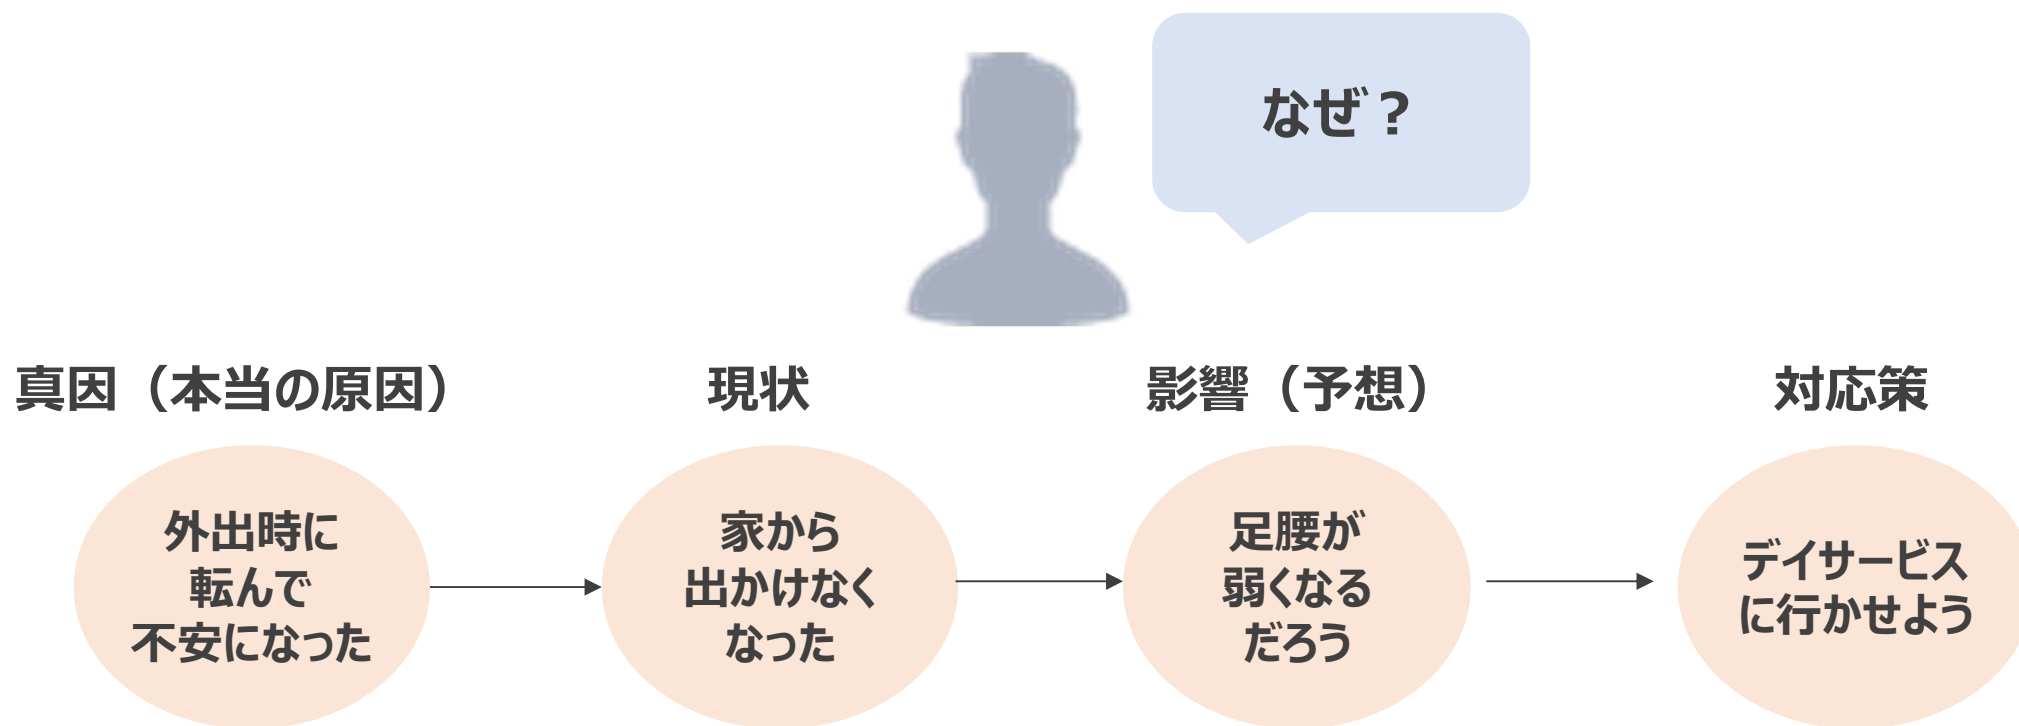 なぜ？
真因（本当の原因）
現状
影響（予想）
対応策
外出時に
転んで
不安になった
家から
出かけなく
なった
足腰が
弱くなる
だろう
デイサービス
に行かせよう